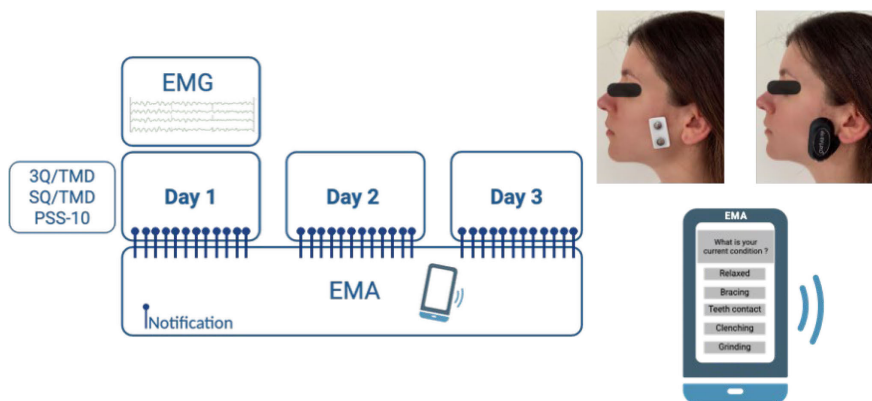 EMG
3Q/TMD
SQ/TMD
PSS-10
Day 1
Day 2
Day 3
EMA
Notification
EMA
What is your
current condition ?
Relaxed
Bracing
Teeth contact
Clenching
Grinding